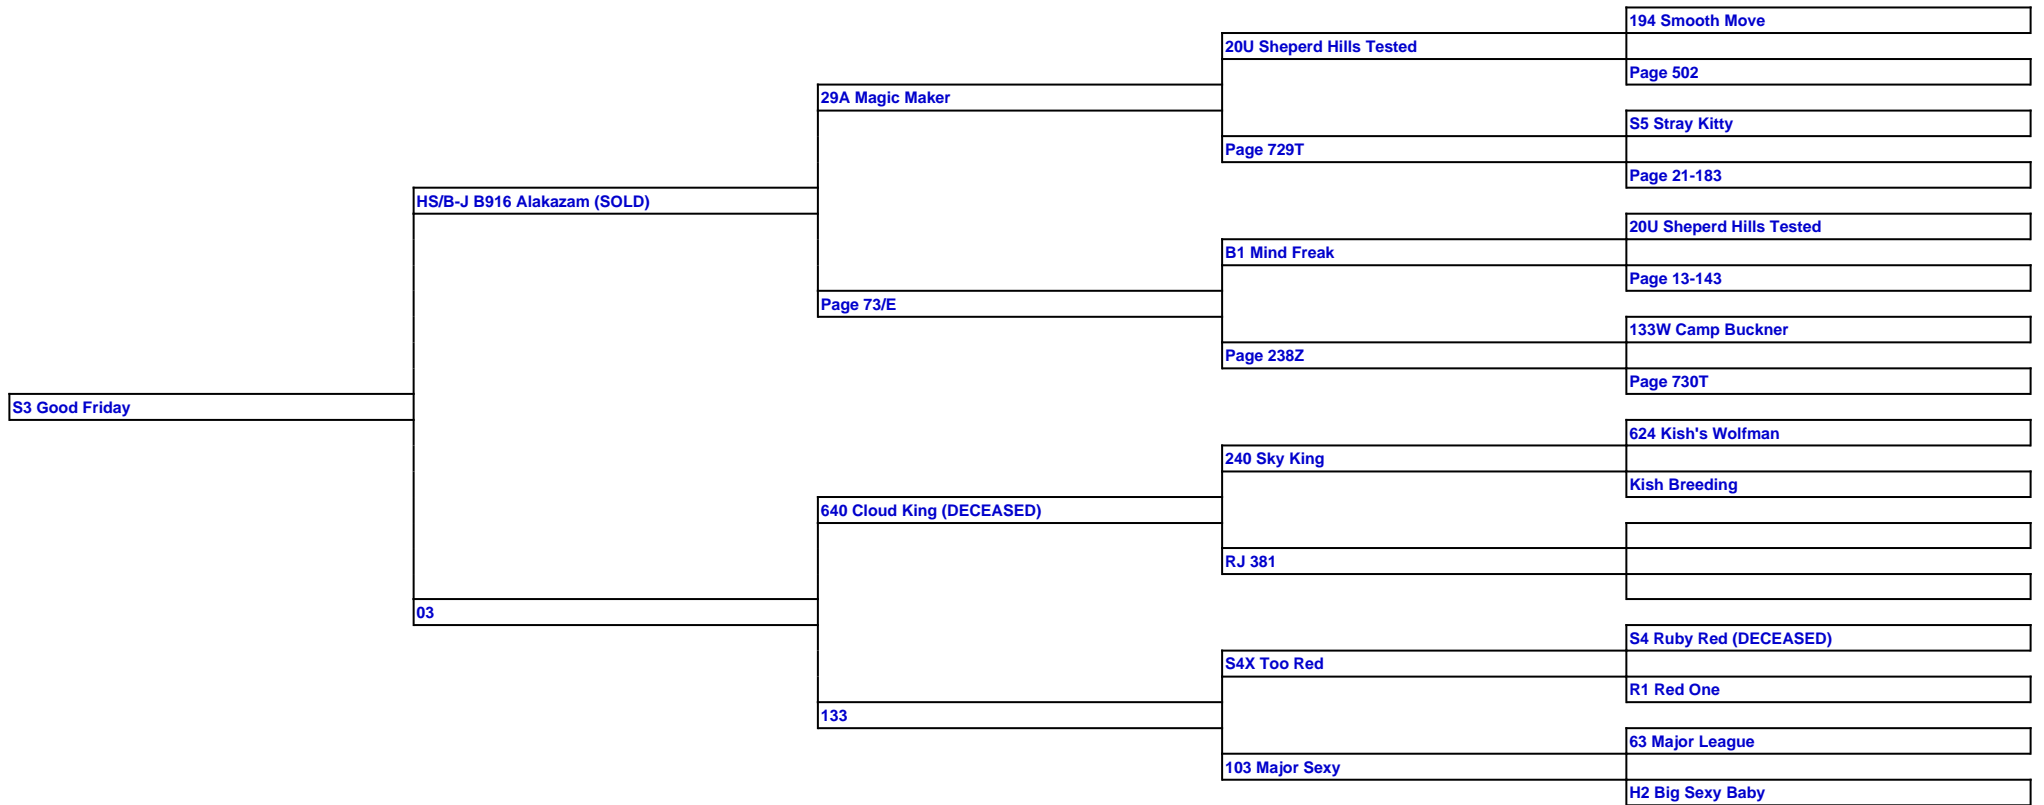 194 Smooth Move
20U Sheperd Hills Tested
Page 502
29A Magic Maker
S5 Stray Kitty
Page 729T
Page 21-183
HS/B-J B916 Alakazam (SOLD)
20U Sheperd Hills Tested
B1 Mind Freak
Page 13-143
Page 73/E
133W Camp Buckner
Page 238Z
Page 730T
S3 Good Friday
624 Kish's Wolfman
240 Sky King
Kish Breeding
640 Cloud King (DECEASED)
RJ 381
03
S4 Ruby Red (DECEASED)
S4X Too Red
R1 Red One
133
63 Major League
103 Major Sexy
H2 Big Sexy Baby